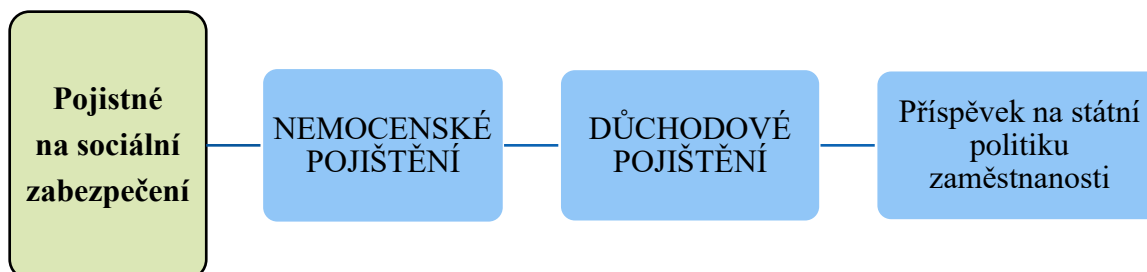 Pojistné
na sociální
zabezpečení
NEMOCENSKÉ
POJIŠTĚNÍ
DŮCHODOVÉ
POJIŠTĚNÍ
Příspěvek na státní
politiku
zaměstnanosti